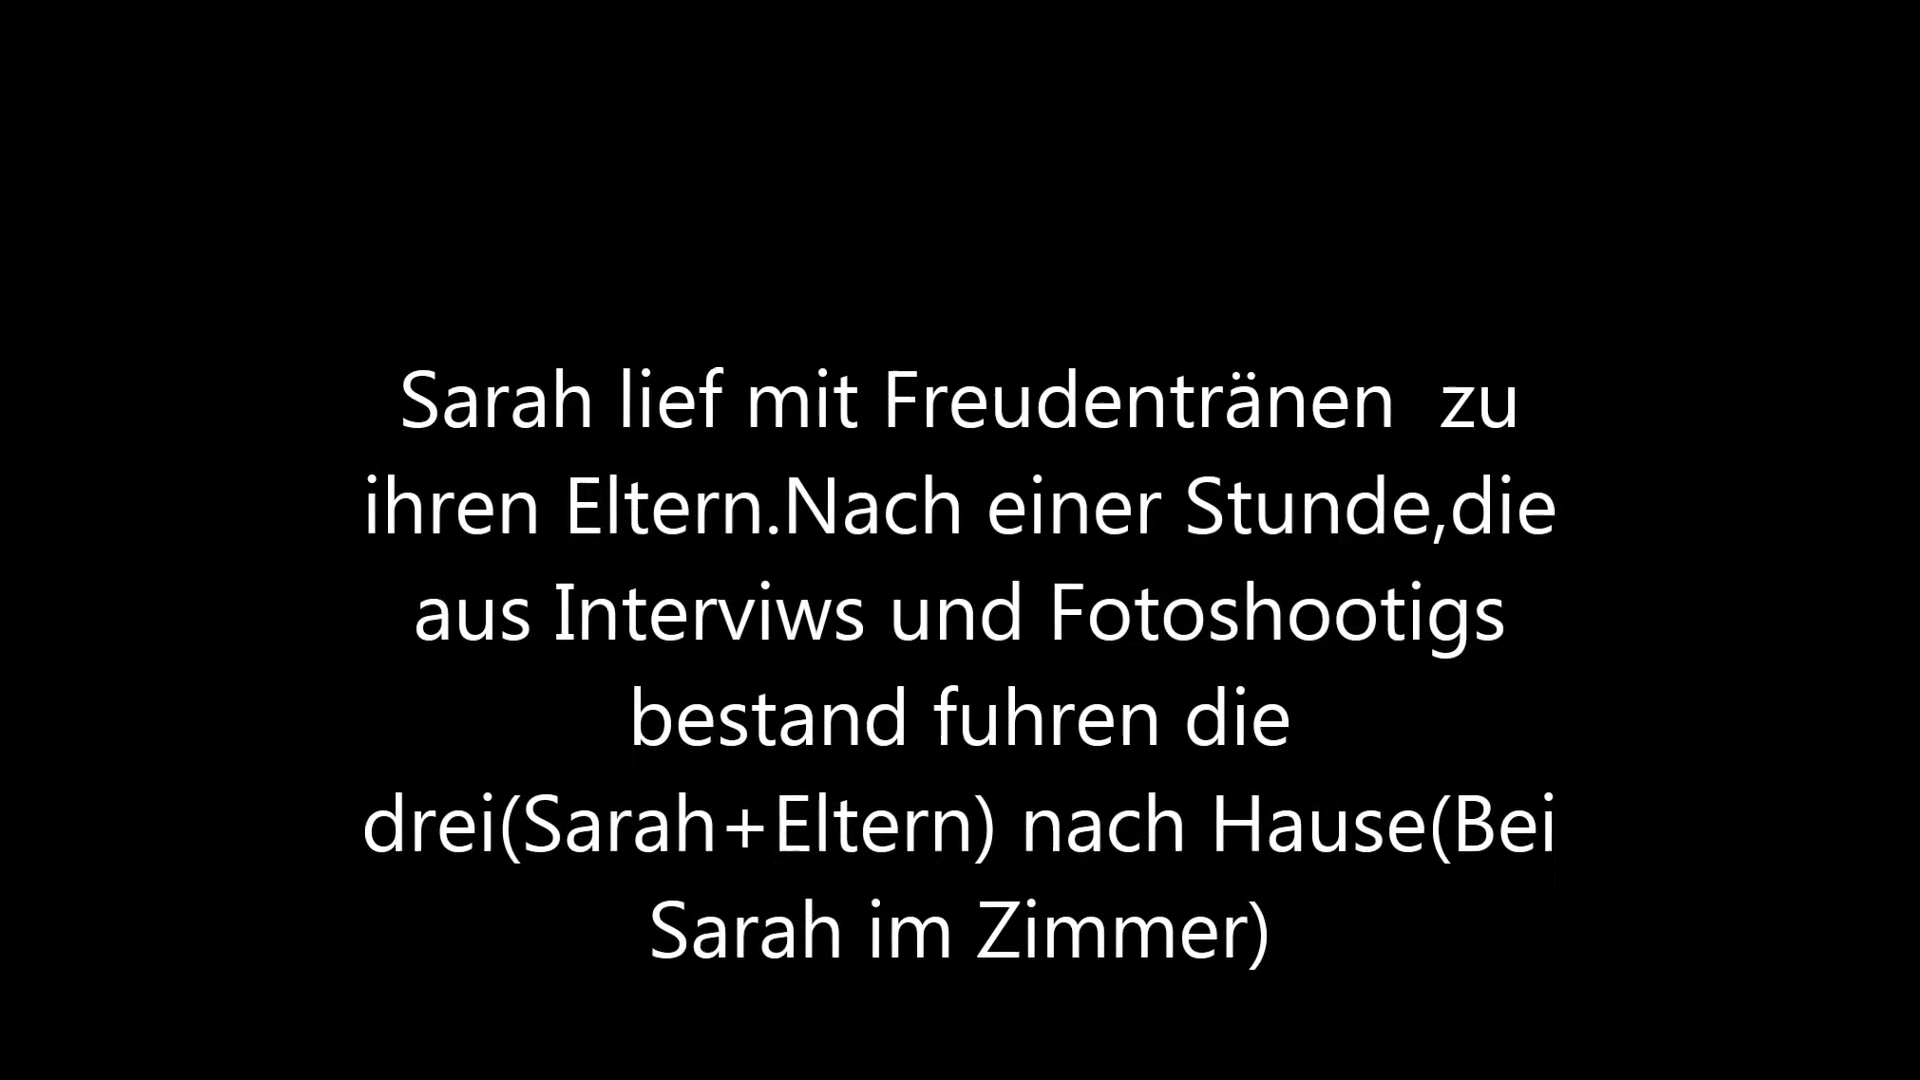 Sarah lief mit Freudentränen  zu
ihren Eltern.Nach einer Stunde,die
aus Interviws und Fotoshootigs
bestand fuhren die
drei(Sarah+Eltern) nach Hause(Bei
Sarah im Zimmer)